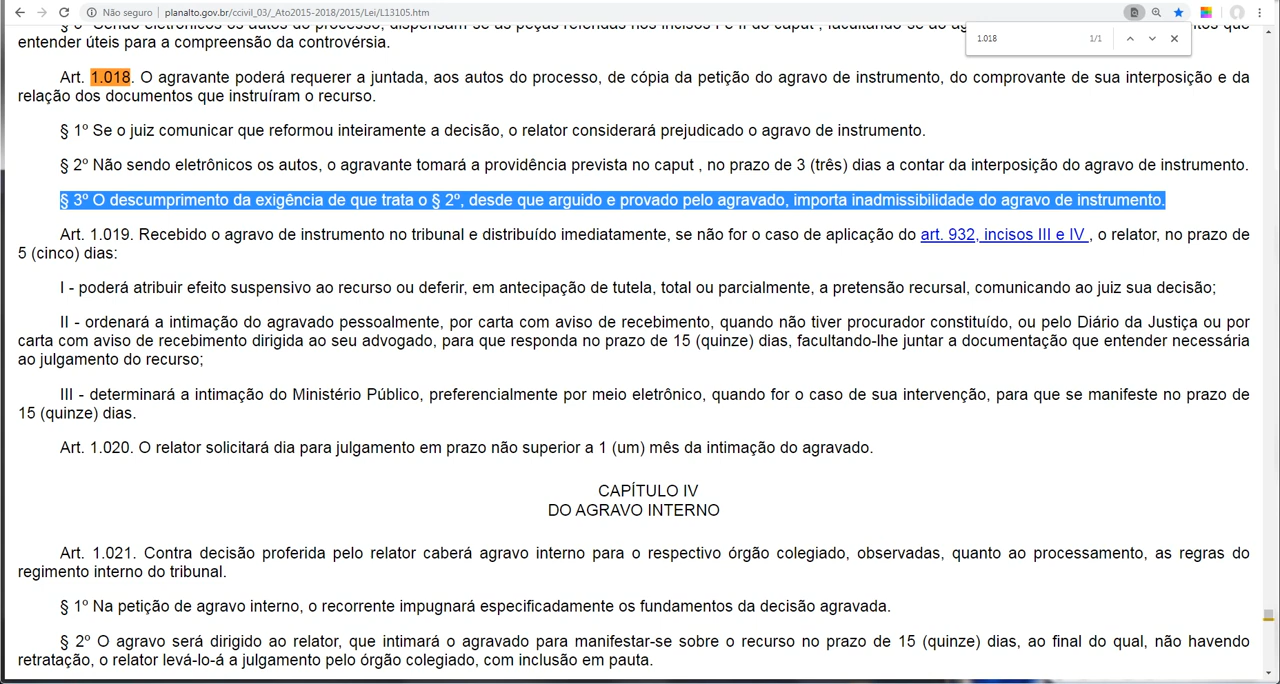 Não seguro | planalto.gov.br/ccivil_03/_Ato2015-2018/2015/Lei/L13105.htm
1.018 1/1
entender úteis para a compreensão da controvérsia.
Art. 1.018. O agravante poderá requerer a juntada, aos autos do processo, de cópia da petição do agravo de instrumento, do comprovante de sua interposição e da
relação dos documentos que instruíram o recurso.
§ 1º Se o juiz comunicar que reformou inteiramente a decisão, o relator considerará prejudicado o agravo de instrumento.
§ 2º Não sendo eletrônicos os autos, o agravante tomará a providência prevista no caput , no prazo de 3 (três) dias a contar da interposição do agravo de instrumento.
§ 3º O descumprimento da exigência de que trata o § 2º, desde que arguido e provado pelo agravado, importa inadmissibilidade do agravo de instrumento.
Art. 1.019. Recebido o agravo de instrumento no tribunal e distribuído imediatamente, se não for o caso de aplicação do art. 932, incisos III e IV , o relator, no prazo de
5 (cinco) dias:
I - poderá atribuir efeito suspensivo ao recurso ou deferir, em antecipação de tutela, total ou parcialmente, a pretensão recursal, comunicando ao juiz sua decisão;
II - ordenará a intimação do agravado pessoalmente, por carta com aviso de recebimento, quando não tiver procurador constituído, ou pelo Diário da Justiça ou por
carta com aviso de recebimento dirigida ao seu advogado, para que responda no prazo de 15 (quinze) dias, facultando-lhe juntar a documentação que entender necessária
ao julgamento do recurso;
III - determinará a intimação do Ministério Público, preferencialmente por meio eletrônico, quando for o caso de sua intervenção, para que se manifeste no prazo de
15 (quinze) dias.
Art. 1.020. O relator solicitará dia para julgamento em prazo não superior a 1 (um) mês da intimação do agravado.
CAPÍTULO IV
DO AGRAVO INTERNO
Art. 1.021. Contra decisão proferida pelo relator caberá agravo interno para o respectivo órgão colegiado, observadas, quanto ao processamento, as regras do
regimento interno do tribunal.
§ 1º Na petição de agravo interno, o recorrente impugnará especificadamente os fundamentos da decisão agravada.
§ 2º O agravo será dirigido ao relator, que intimará o agravado para manifestar-se sobre o recurso no prazo de 15 (quinze) dias, ao final do qual, não havendo
retratação, o relator levá-lo-á a julgamento pelo órgão colegiado, com inclusão em pauta.